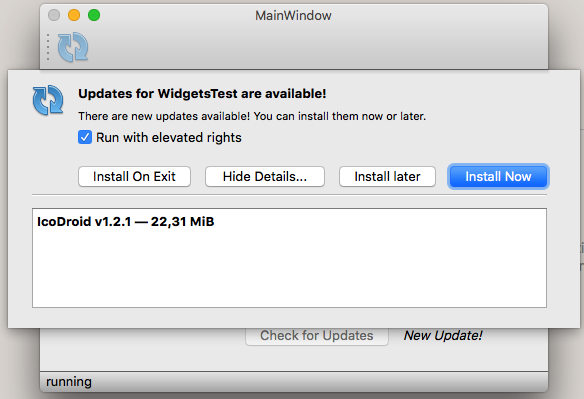 MainWindow
Updates for WidgetsTest are available!
There are new updates available! You can install them now or later.
Run with elevated rights
Install On Exit
Hide Details...
Install later
Install Now
IcoDroid v1.2.1 — 22,31 MiB
Check for Updates
New Update!
running